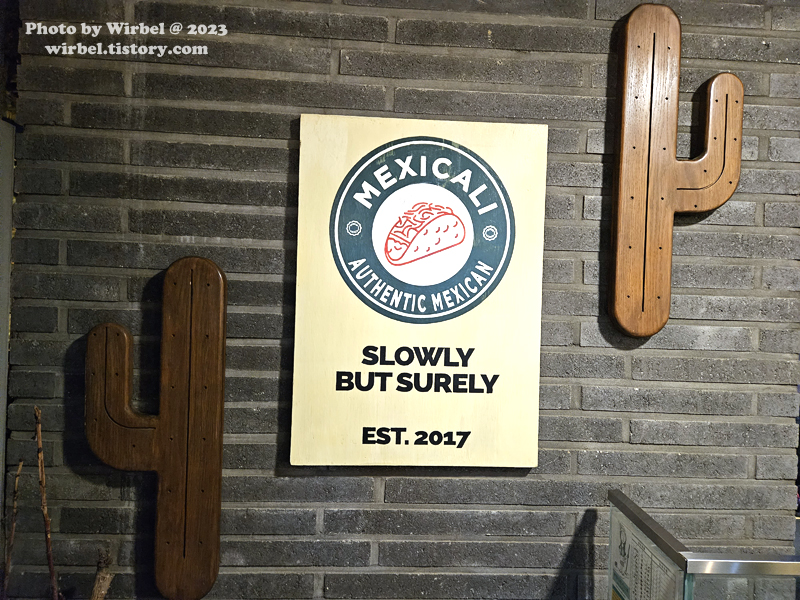 Photo by Wirbel @ 2023
wirbel.tistory.com
MEXICALI
AUTHENTIC MEXICAN
SLOWLY
BUT SURELY
EST. 2017